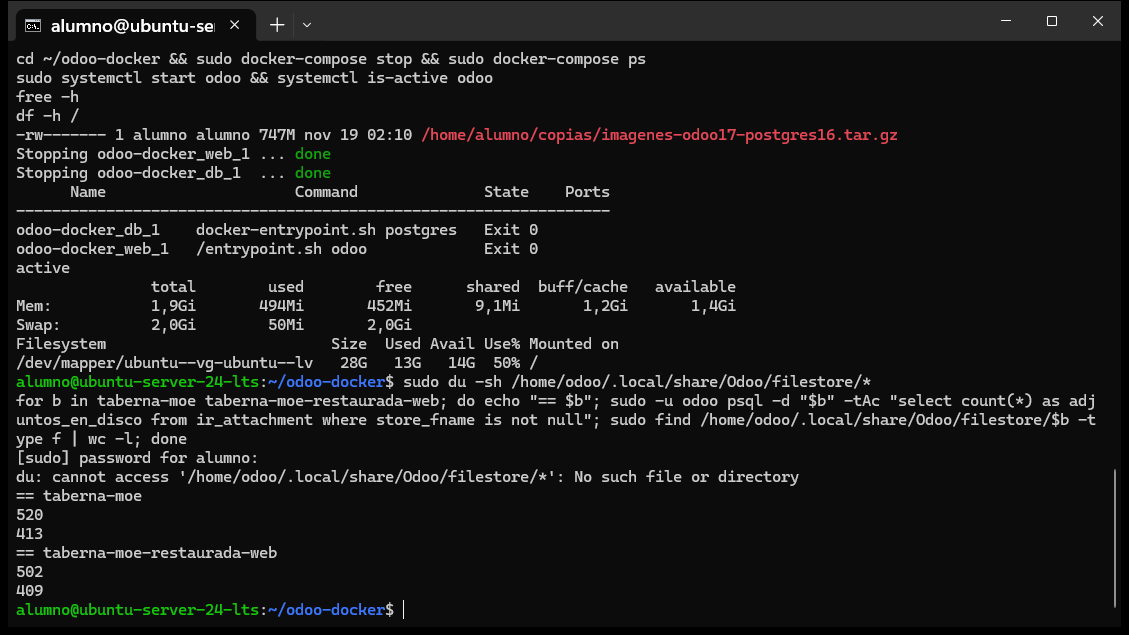 alumno@ubuntu-se
cd ~/odoo-docker && sudo docker-compose stop && sudo docker-compose ps
sudo systemctl start odoo && systemctl is-active odoo
free -h
df -h /
-rw------- 1 alumno alumno 747M nov 19 02:10 /home/alumno/copias/imagenes-odoo17-postgres16.tar.gz
Stopping odoo-docker_web_1 ... done
Stopping odoo-docker_db_1  ... done
      Name                  Command               State    Ports
------------------------------------------------------------------
odoo-docker_db_1    docker-entrypoint.sh postgres   Exit 0
odoo-docker_web_1   /entrypoint.sh odoo             Exit 0
active
               total        used        free      shared  buff/cache   available
Mem:           1,9Gi       494Mi       452Mi       9,1Mi       1,2Gi       1,4Gi
Swap:          2,0Gi        50Mi       2,0Gi
Filesystem                         Size  Used Avail Use% Mounted on
/dev/mapper/ubuntu--vg-ubuntu--lv   28G   13G   14G  50% /
alumno@ubuntu-server-24-lts:~/odoo-docker$ sudo du -sh /home/odoo/.local/share/Odoo/filestore/*
for b in taberna-moe taberna-moe-restaurada-web; do echo "== $b"; sudo -u odoo psql -d "$b" -tAc "select count(*) as adj
untos_en_disco from ir_attachment where store_fname is not null"; sudo find /home/odoo/.local/share/Odoo/filestore/$b -t
ype f | wc -l; done
[sudo] password for alumno:
du: cannot access '/home/odoo/.local/share/Odoo/filestore/*': No such file or directory
== taberna-moe
520
413
== taberna-moe-restaurada-web
502
409
alumno@ubuntu-server-24-lts:~/odoo-docker$